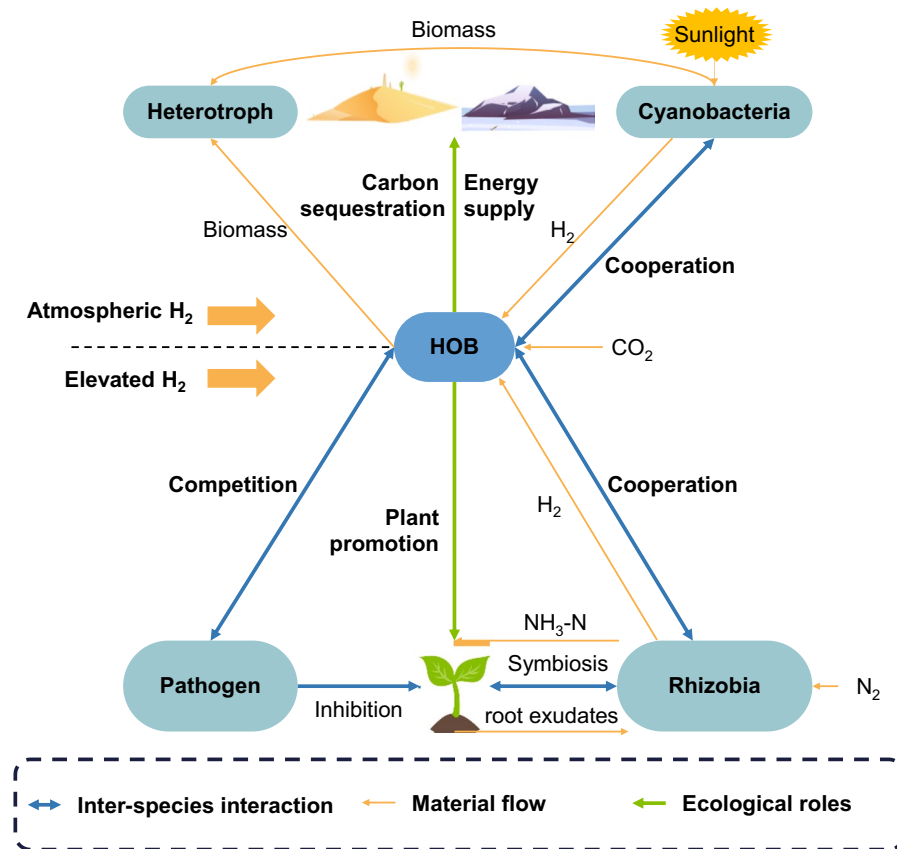 Biomass
Sunlight
Heterotroph
Cyanobacteria
Carbon
sequestration
Energy
supply
Biomass
H₂
Cooperation
Atmospheric H₂
HOB
CO₂
Elevated H₂
Competition
Cooperation
H₂
Plant
promotion
NH₃-N
Pathogen
Symbiosis
Rhizobia
N₂
Inhibition
root exudates
Inter-species interaction
Material flow
Ecological roles